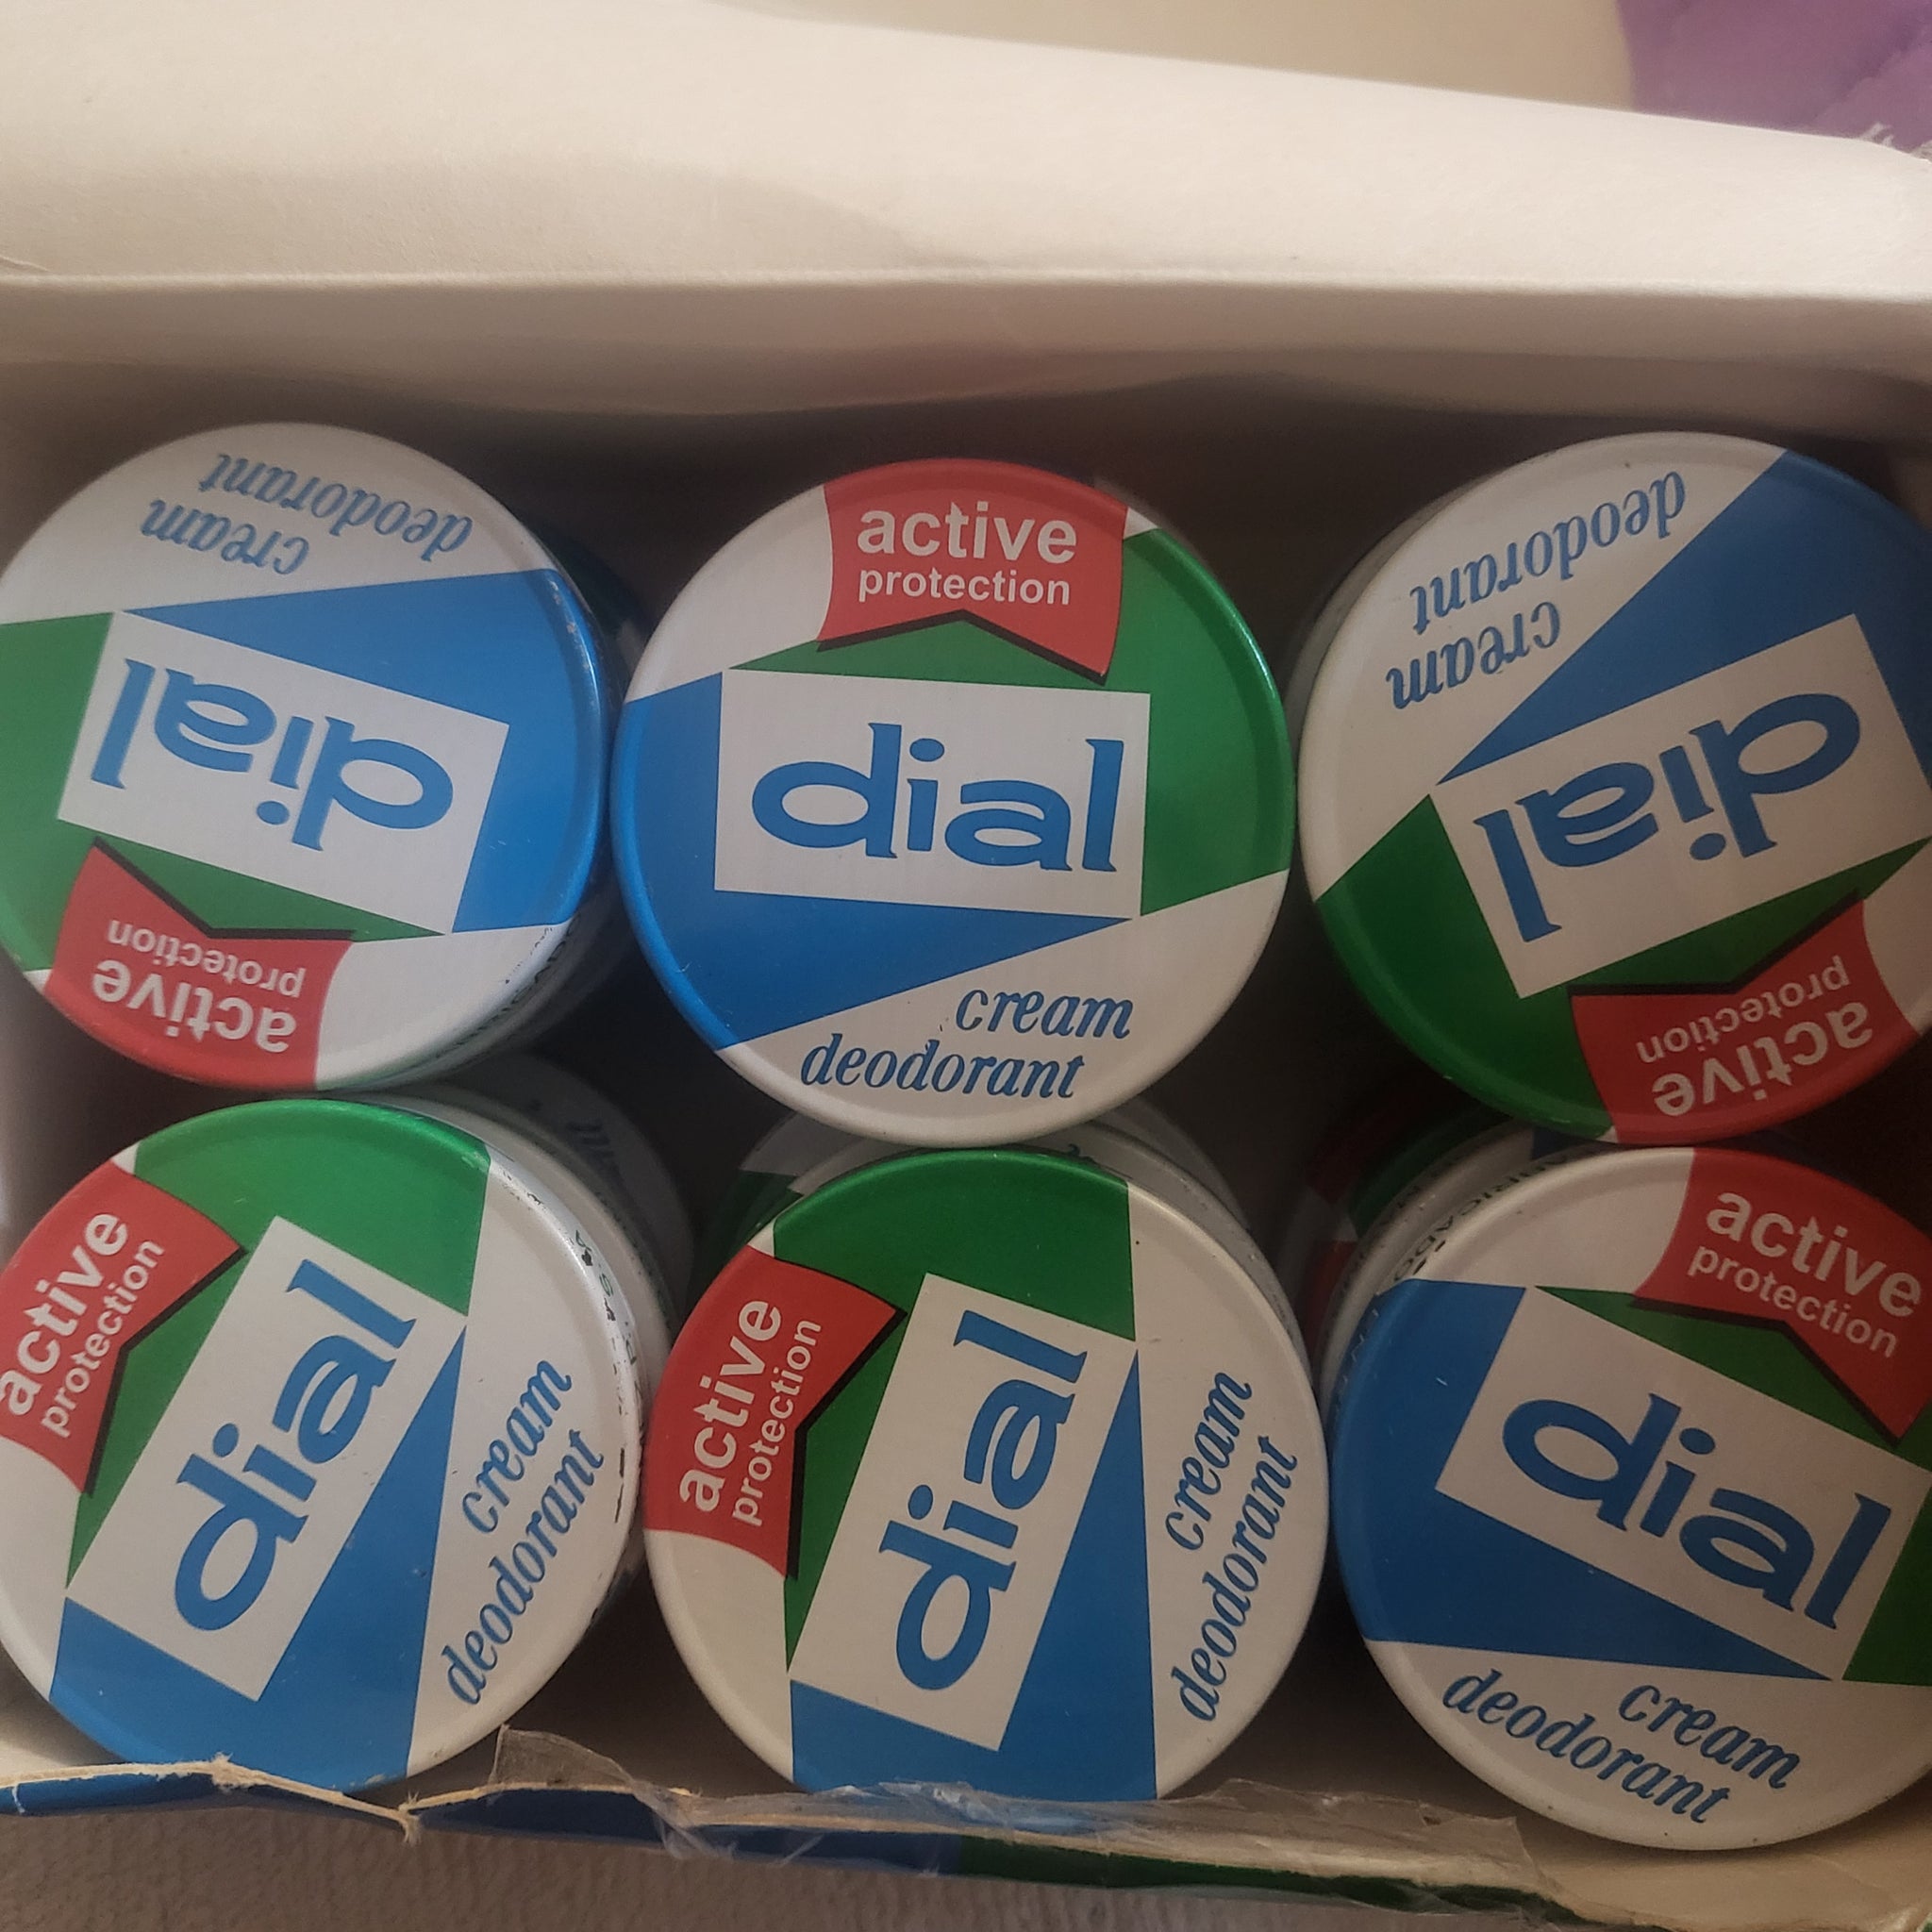 cream
deodorant
dial
active
protection
active
protection
dial
cream
deodorant
cream
deodorant
dial
active
protection
active
protection
dial
cream
deodorant
active
protection
dial
cream
deodorant
active
protection
dial
cream
deodorant